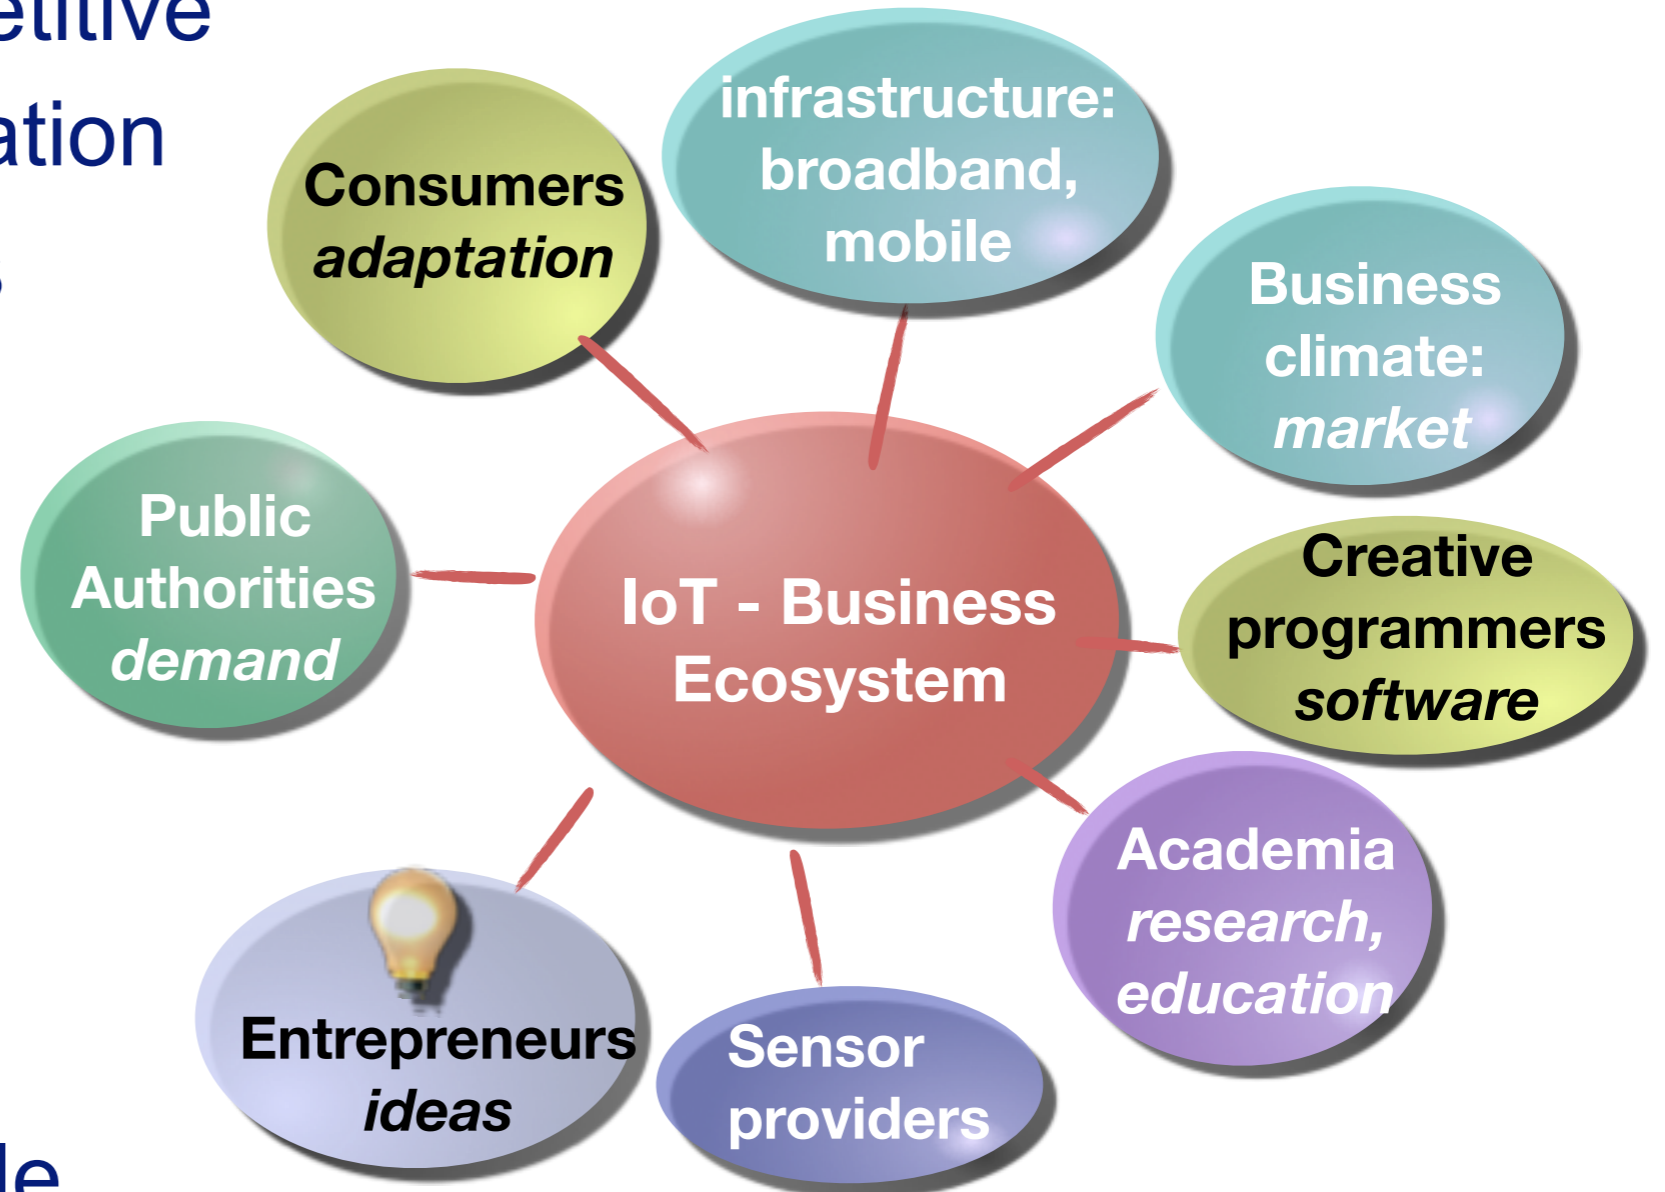 infrastructure:
broadband,
mobile
Consumers
adaptation
Business
climate:
market
Public
Authorities
demand
IoT - Business
Ecosystem
Creative
programmers
software
Academia
research,
education
Entrepreneurs
ideas
Sensor
providers